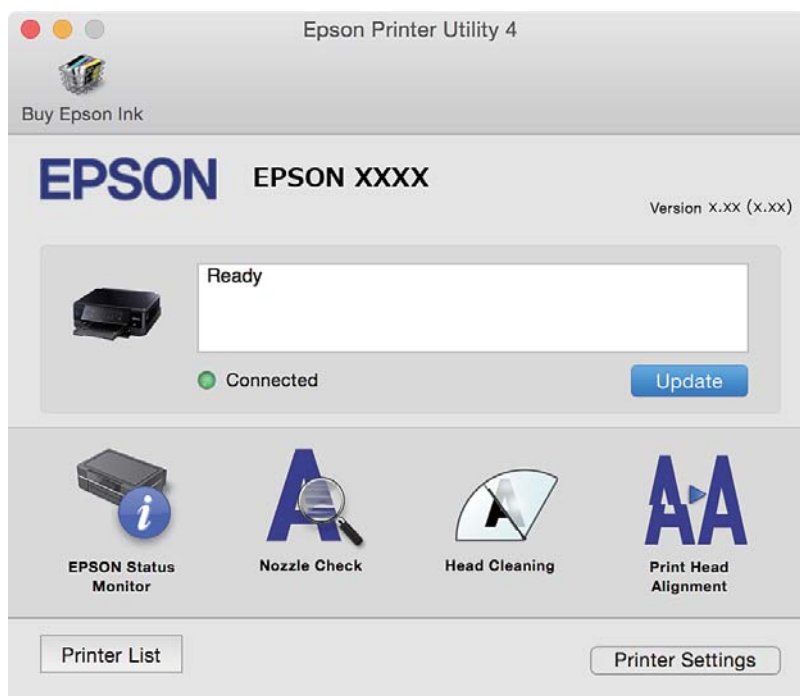 Epson Printer Utility 4
Buy Epson Ink
EPSON
EPSON XXXX
Version x.xx (x.xx)
Ready
Connected
Update
EPSON Status
Monitor
Nozzle Check
Head Cleaning
Print Head
Alignment
Printer List
Printer Settings